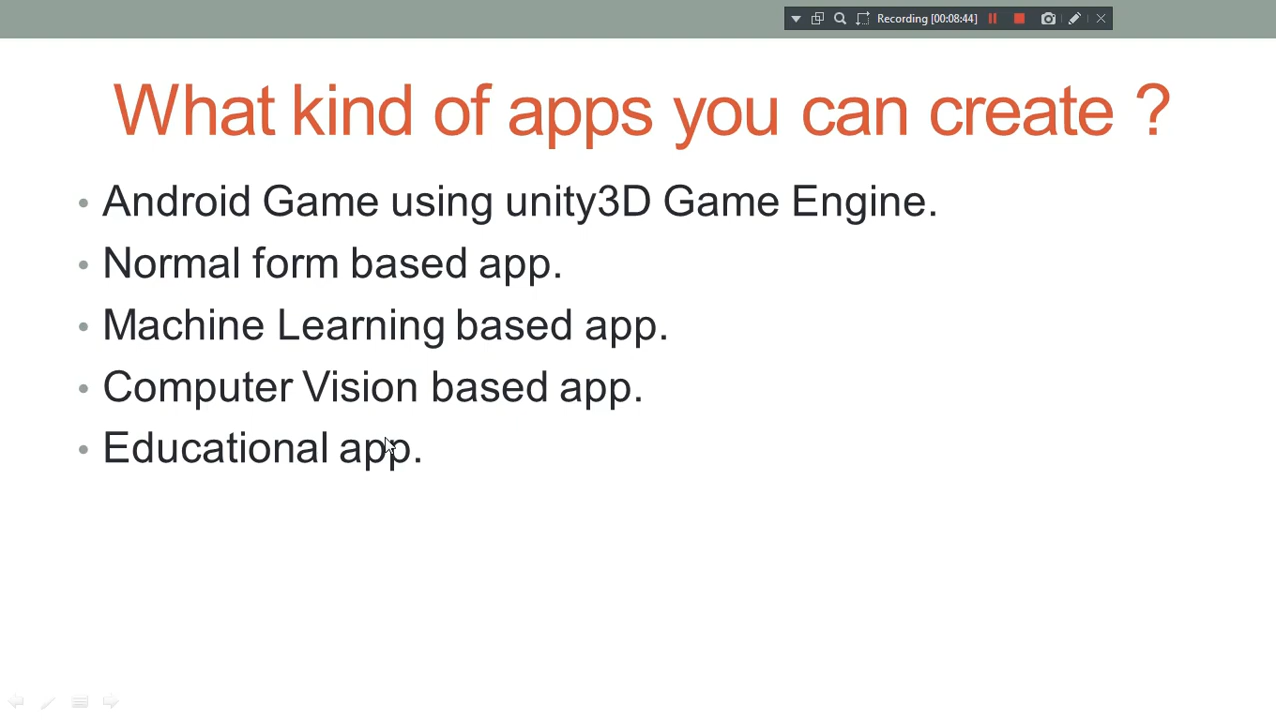 Recording [00:08:44]
What kind of apps you can create ?
• Android Game using unity3D Game Engine.
• Normal form based app.
• Machine Learning based app.
• Computer Vision based app.
• Educational app.